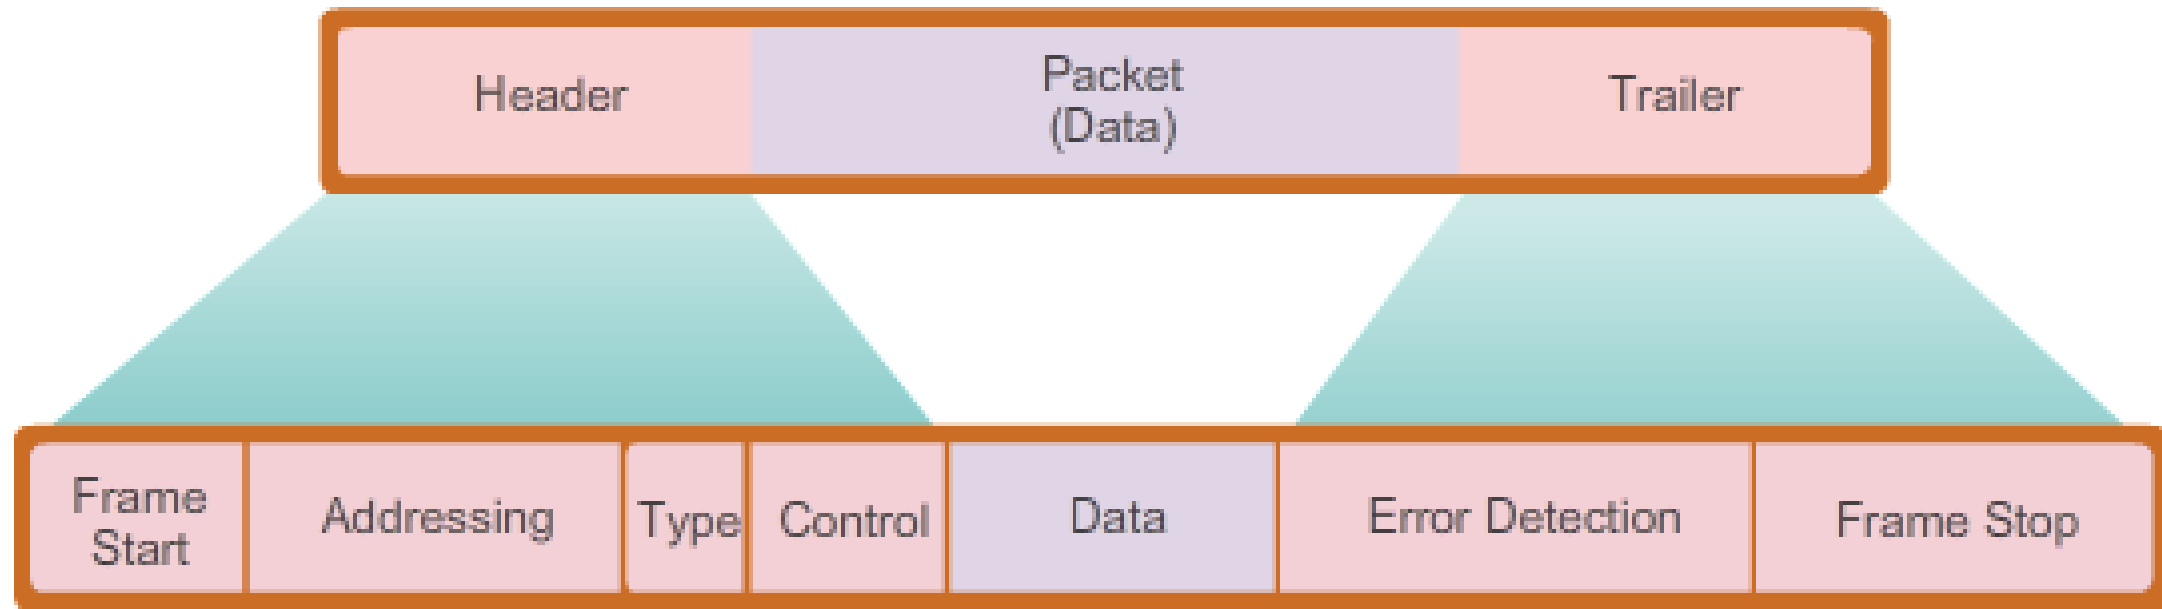 Header
Packet
(Data)
Trailer
Frame
Start
Addressing
Type
Control
Data
Error Detection
Frame Stop